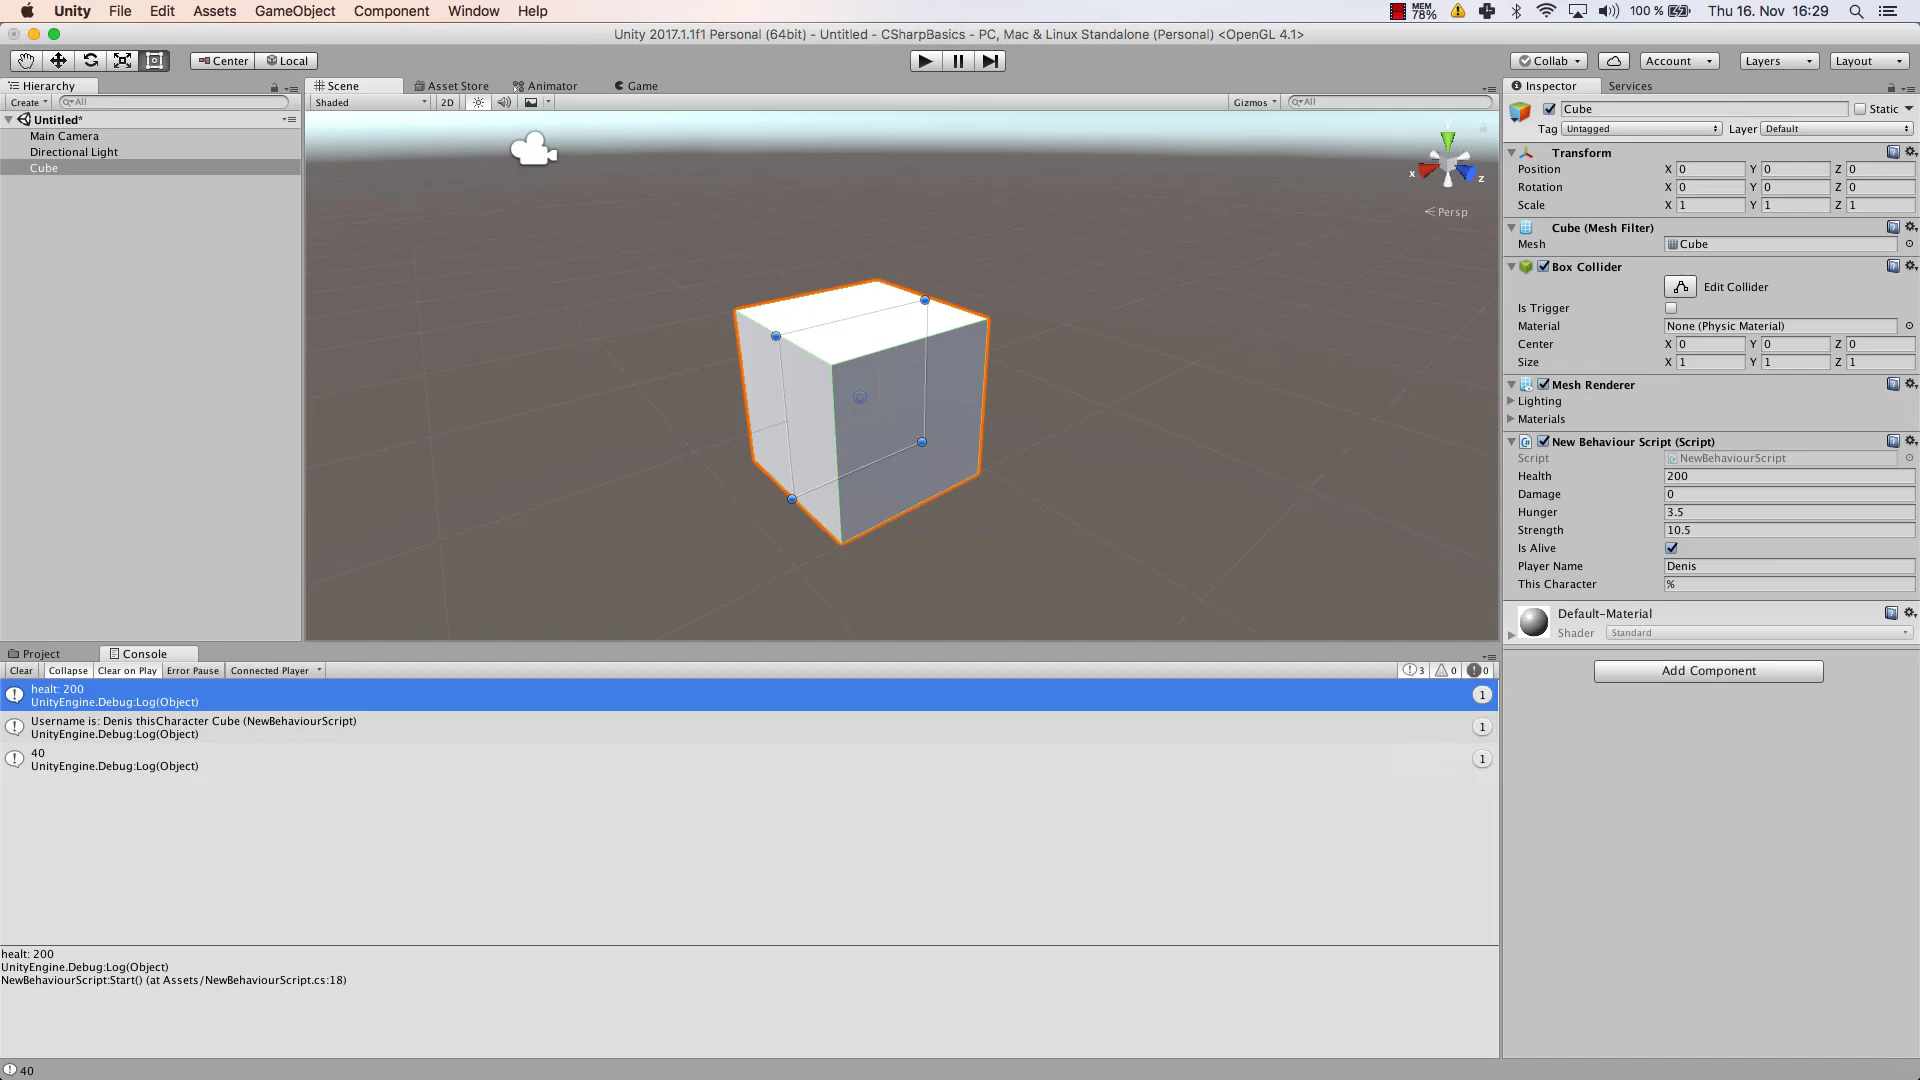 Unity File Edit Assets GameObject Component Window Help MEM 78% 100 % Thu 16. Nov 16:29
Unity 2017.1.1f1 Personal (64bit) - Untitled - CSharpBasics - PC, Mac & Linux Standalone (Personal) <OpenGL 4.1>
Center Local Collab Account Layers Layout
Hierarchy
Create All
Untitled*
Main Camera
Directional Light
Cube
Scene Asset Store Animator Game
Shaded 2D Gizmos All
y
x
z
Persp
Inspector Services
Cube Static
Tag Untagged Layer Default
Transform
Position X 0 Y 0 Z 0
Rotation X 0 Y 0 Z 0
Scale X 1 Y 1 Z 1
Cube (Mesh Filter)
Mesh Cube
Box Collider
Edit Collider
Is Trigger
Material None (Physic Material)
Center X 0 Y 0 Z 0
Size X 1 Y 1 Z 1
Mesh Renderer
Lighting
Materials
New Behaviour Script (Script)
Script NewBehaviourScript
Health 200
Damage 0
Hunger 3.5
Strength 10.5
Is Alive
Player Name Denis
This Character %
Default-Material
Shader Standard
Add Component
Project Console
Clear Collapse Clear on Play Error Pause Connected Player 3 0 0
healt: 200
UnityEngine.Debug:Log(Object) 1
Username is: Denis thisCharacter Cube (NewBehaviourScript)
UnityEngine.Debug:Log(Object) 1
40
UnityEngine.Debug:Log(Object) 1
healt: 200
UnityEngine.Debug:Log(Object)
NewBehaviourScript:Start() (at Assets/NewBehaviourScript.cs:18)
40